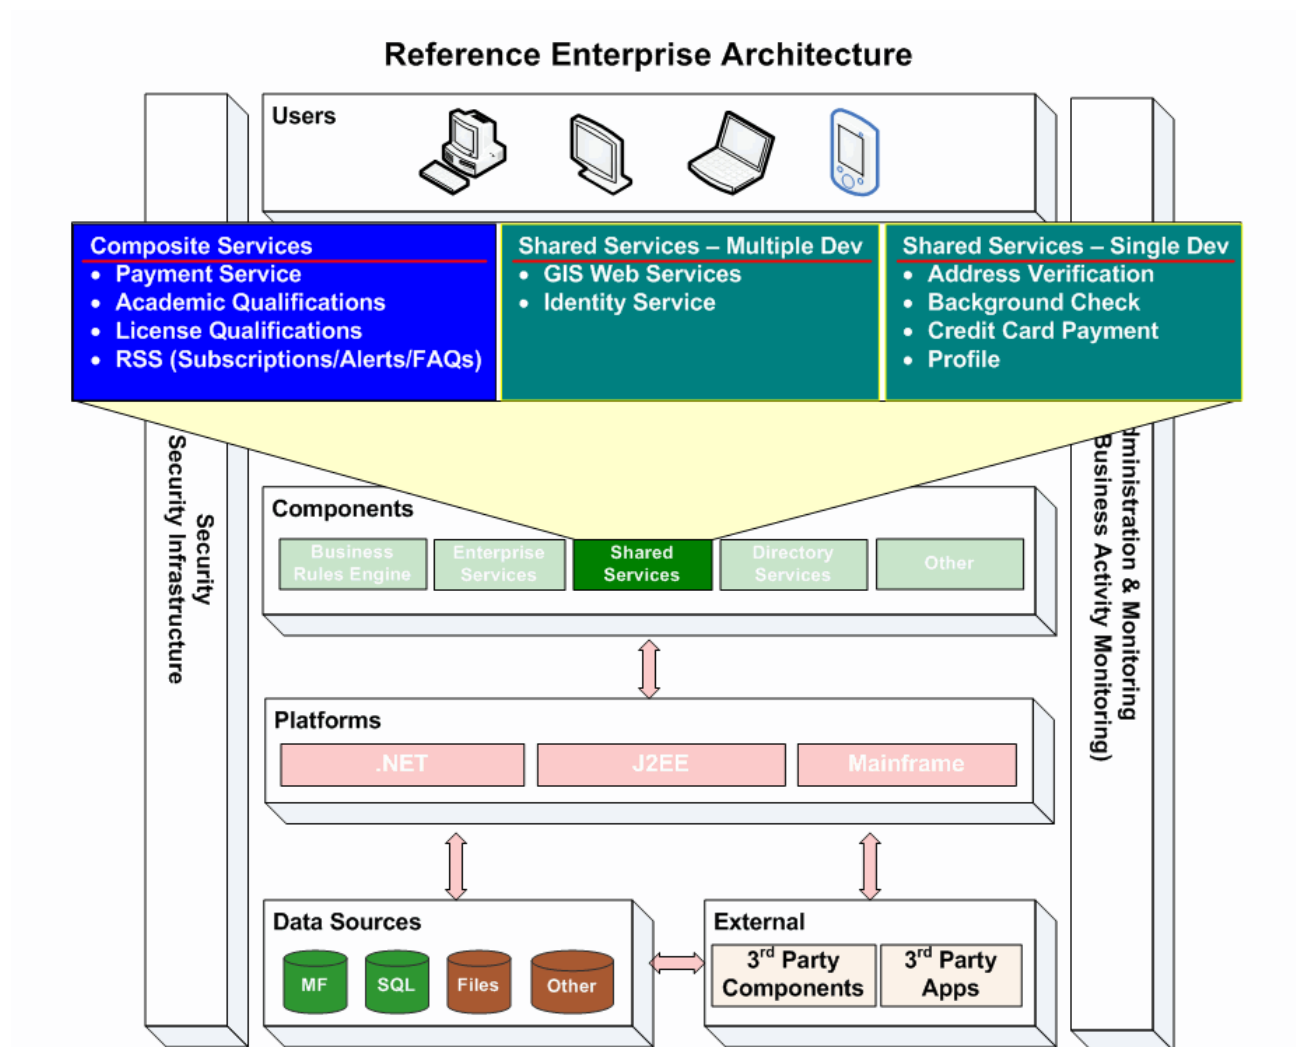 Reference Enterprise Architecture
Users
Composite Services
• Payment Service
• Academic Qualifications
• License Qualifications
• RSS (Subscriptions/Alerts/FAQs)
Shared Services – Multiple Dev
• GIS Web Services
• Identity Service
Shared Services – Single Dev
• Address Verification
• Background Check
• Credit Card Payment
• Profile
Security
Security Infrastructure
dministration & Monitoring
Business Activity Monitoring)
Components
Business
Rules Engine
Enterprise
Services
Shared
Services
Directory
Services
Other
Platforms
.NET
J2EE
Mainframe
Data Sources
MF
SQL
Files
Other
External
3rd Party
Components
3rd Party
Apps